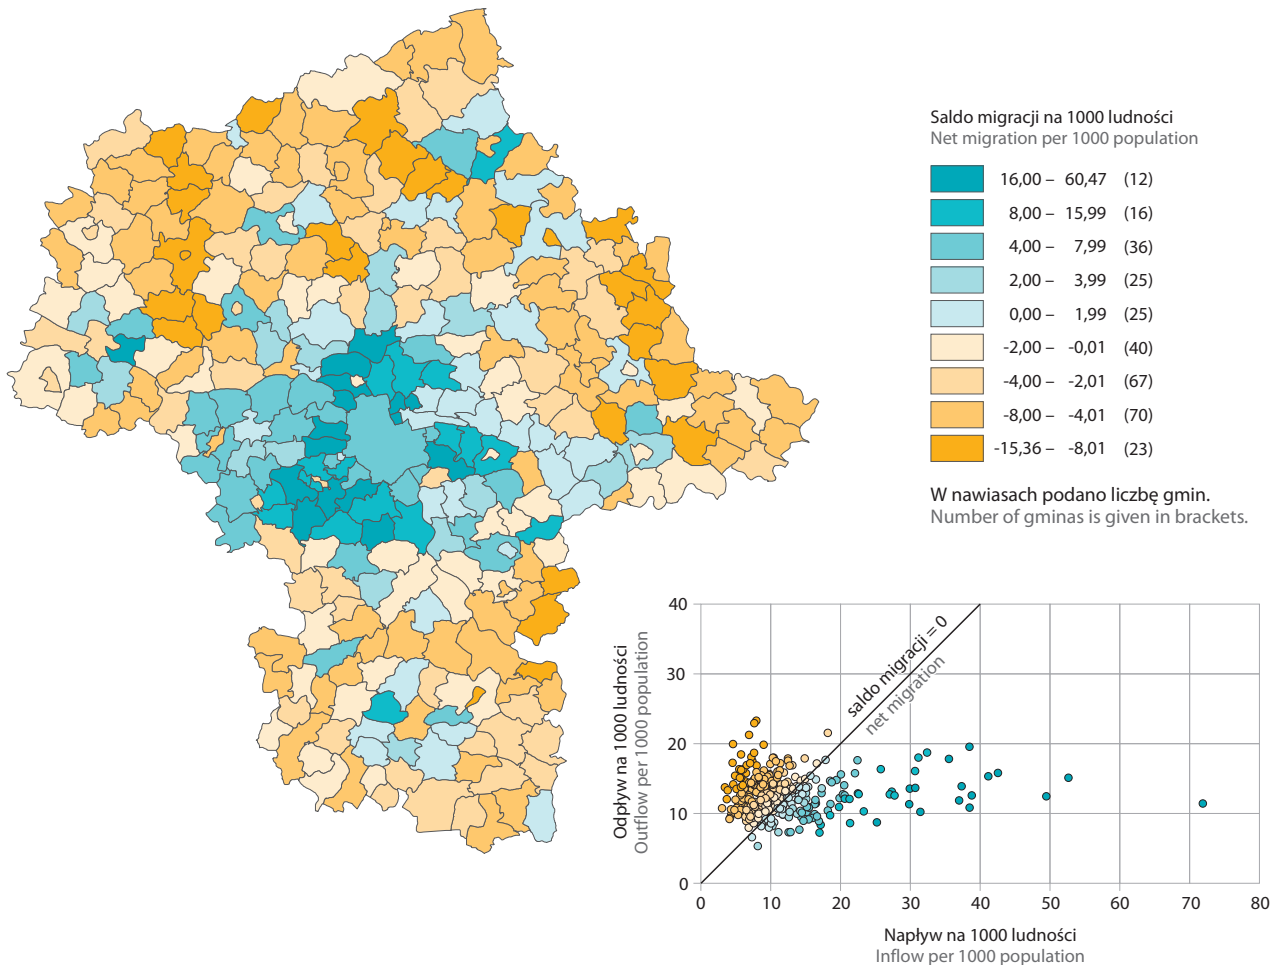 Saldo migracji na 1000 ludności
Net migration per 1000 population
16,00 – 60,47 (12)
8,00 – 15,99 (16)
4,00 – 7,99 (36)
2,00 – 3,99 (25)
0,00 – 1,99 (25)
-2,00 – -0,01 (40)
-4,00 – -2,01 (67)
-8,00 – -4,01 (70)
-15,36 – -8,01 (23)
W nawiasach podano liczbę gmin.
Number of gminas is given in brackets.
Odpływ na 1000 ludności
Outflow per 1000 population
40
30
20
10
0
saldo migracji = 0
net migration
0 10 20 30 40 50 60 70 80
Napływ na 1000 ludności
Inflow per 1000 population